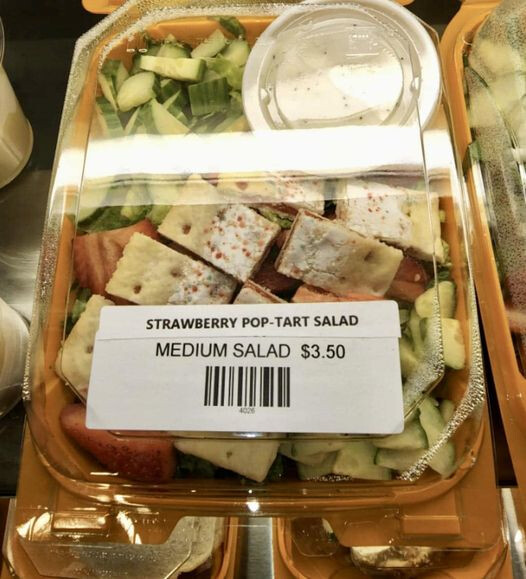 STRAWBERRY POP-TART SALAD
MEDIUM SALAD $3.50
4026